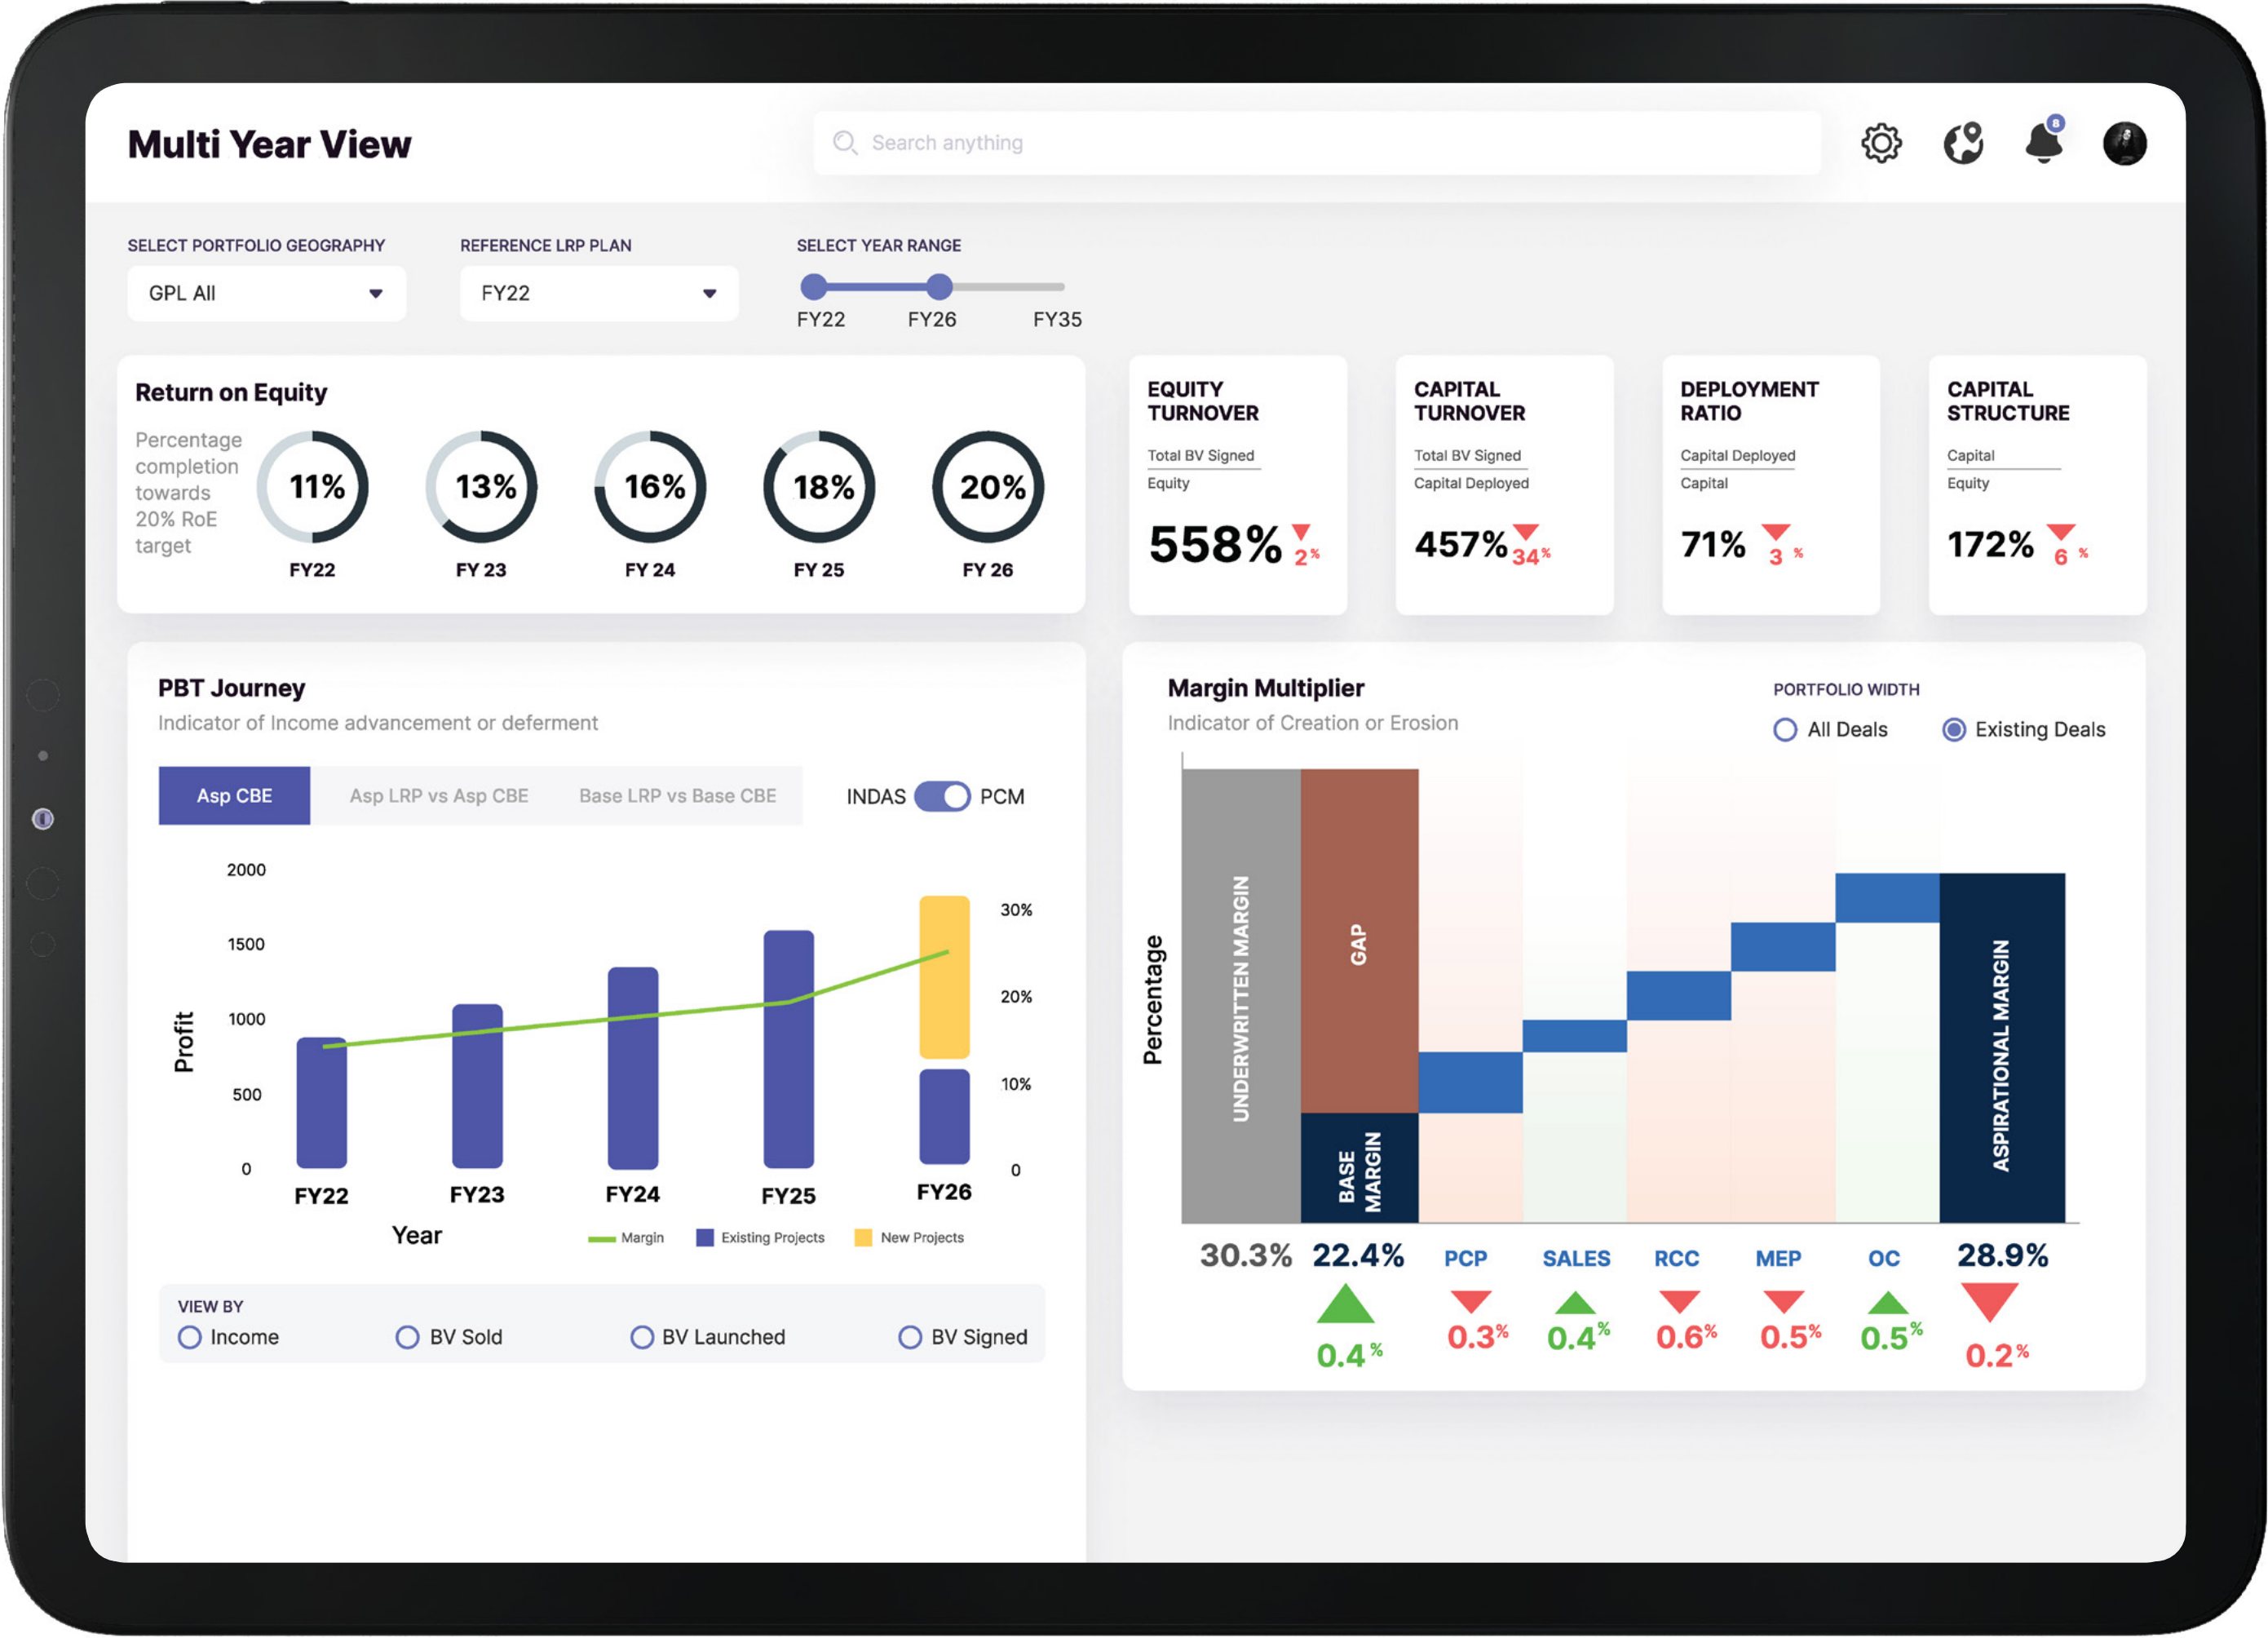 Multi Year View
Search anything
8
SELECT PORTFOLIO GEOGRAPHY
GPL All
REFERENCE LRP PLAN
FY22
SELECT YEAR RANGE
FY22 FY26 FY35
Return on Equity
Percentage
completion
towards
20% RoE
target
11% 13% 16% 18% 20%
FY22 FY 23 FY 24 FY 25 FY 26
EQUITY
TURNOVER
Total BV Signed
Equity
558% 2%
CAPITAL
TURNOVER
Total BV Signed
Capital Deployed
457% 34%
DEPLOYMENT
RATIO
Capital Deployed
Capital
71% 3 %
CAPITAL
STRUCTURE
Capital
Equity
172% 6 %
PBT Journey
Indicator of Income advancement or deferment
Asp CBE Asp LRP vs Asp CBE Base LRP vs Base CBE
INDAS PCM
Profit
2000
1500
1000
500
0
30%
20%
10%
0
FY22 FY23 FY24 FY25 FY26
Year
Margin Existing Projects New Projects
VIEW BY
Income BV Sold BV Launched BV Signed
Margin Multiplier
Indicator of Creation or Erosion
PORTFOLIO WIDTH
All Deals Existing Deals
Percentage
UNDERWRITTEN MARGIN
GAP
BASE
MARGIN
ASPIRATIONAL MARGIN
30.3% 22.4% PCP SALES RCC MEP OC 28.9%
0.4% 0.3% 0.4% 0.6% 0.5% 0.5% 0.2%